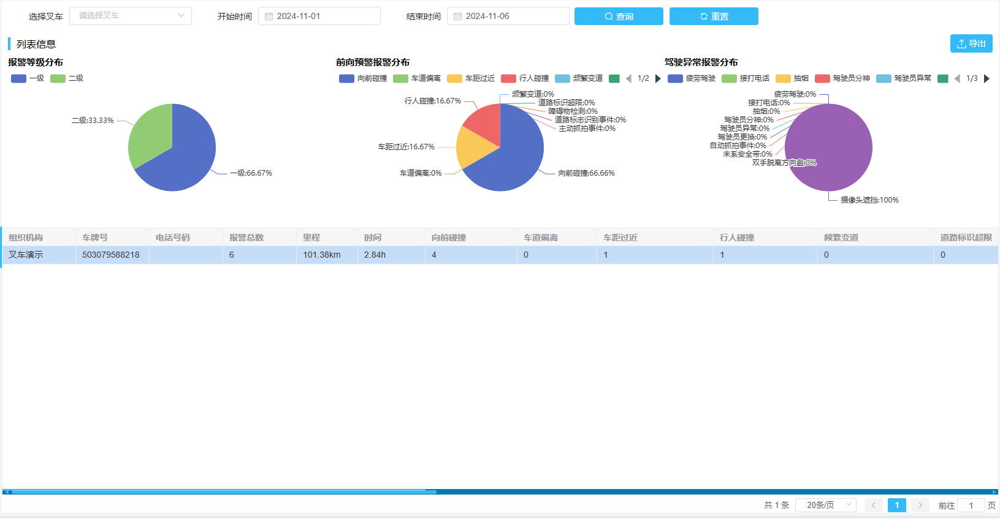 选择叉车 请选择叉车 开始时间 2024-11-01 结束时间 2024-11-06 查询 重置
列表信息 导出
报警等级分布
一级 二级
二级:33.33%
一级:66.67%
前向预警报警分布
向前碰撞 车道偏离 车距过近 行人碰撞 频繁变道 1/2
频繁变道:0%
行人碰撞:16.67%
道路标识超限:0%
障碍物检测:0%
道路标志识别事件:0%
主动抓拍事件:0%
车距过近:16.67%
车道偏离:0%
向前碰撞:66.66%
驾驶异常报警分布
疲劳驾驶 接打电话 抽烟 驾驶员分神 驾驶员异常 1/3
疲劳驾驶:0%
接打电话:0%
抽烟:0%
驾驶员分神:0%
驾驶员异常:0%
驾驶员更换:0%
自动抓拍事件:0%
未系安全带:0%
双手脱离方向盘:0%
摄像头遮挡:100%
组织机构 车牌号 电话号码 报警总数 里程 时间 向前碰撞 车道偏离 车距过近 行人碰撞 频繁变道 道路标识超限
叉车演示 503079588218 6 101.38km 2.84h 4 0 1 1 0 0
共 1 条 20条/页 1 前往 1 页